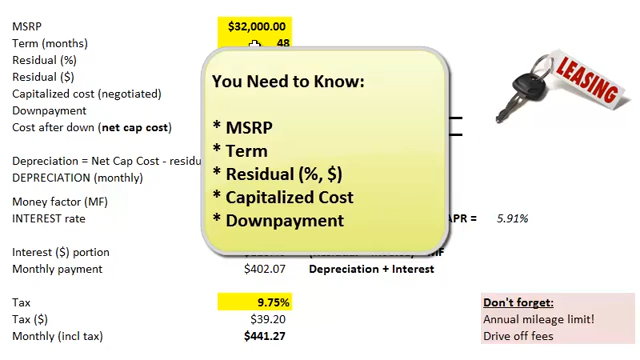 MSRP $32,000.00
Term (months) 48
Residual (%)
Residual ($)
Capitalized cost (negotiated)
Downpayment
Cost after down (net cap cost)
You Need to Know:
* MSRP
* Term
* Residual (%, $)
* Capitalized Cost
* Downpayment
LEASING
Depreciation = Net Cap Cost - residu
DEPRECIATION (monthly)
Money factor (MF)
INTEREST rate APR = 5.91%
Interest ($) portion
Monthly payment $402.07 Depreciation + Interest
Tax 9.75%
Tax ($) $39.20
Monthly (incl tax) $441.27
Don't forget:
Annual mileage limit!
Drive off fees